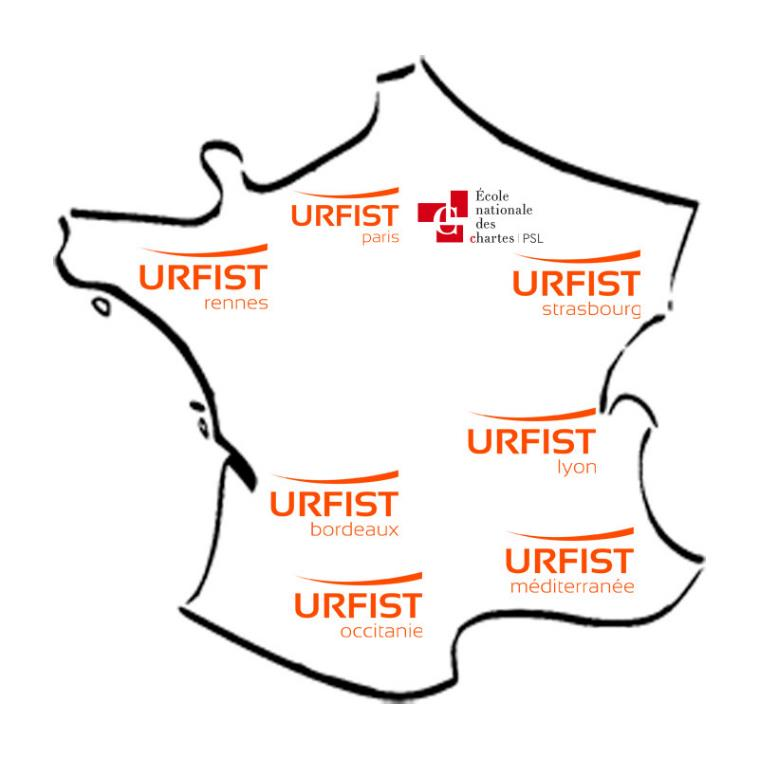 URFIST
paris
École
nationale
des
chartes | PSL
URFIST
rennes
URFIST
strasbourg
URFIST
lyon
URFIST
bordeaux
URFIST
méditerranée
URFIST
occitanie